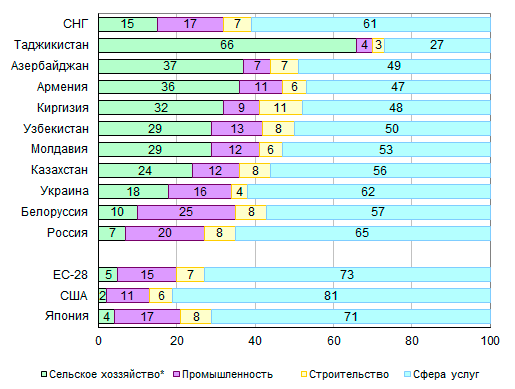 СНГ 15 17 7 61
Таджикистан 66 4 3 27
Азербайджан 37 7 7 49
Армения 36 11 6 47
Киргизия 32 9 11 48
Узбекистан 29 13 8 50
Молдавия 29 12 6 53
Казахстан 24 12 8 56
Украина 18 16 4 62
Белоруссия 10 25 8 57
Россия 7 20 8 65
ЕС-28 5 15 7 73
США 2 11 6 81
Япония 4 17 8 71
0 20 40 60 80 100
Сельское хоззяйство* Промышленность Строительство Сфера услуг